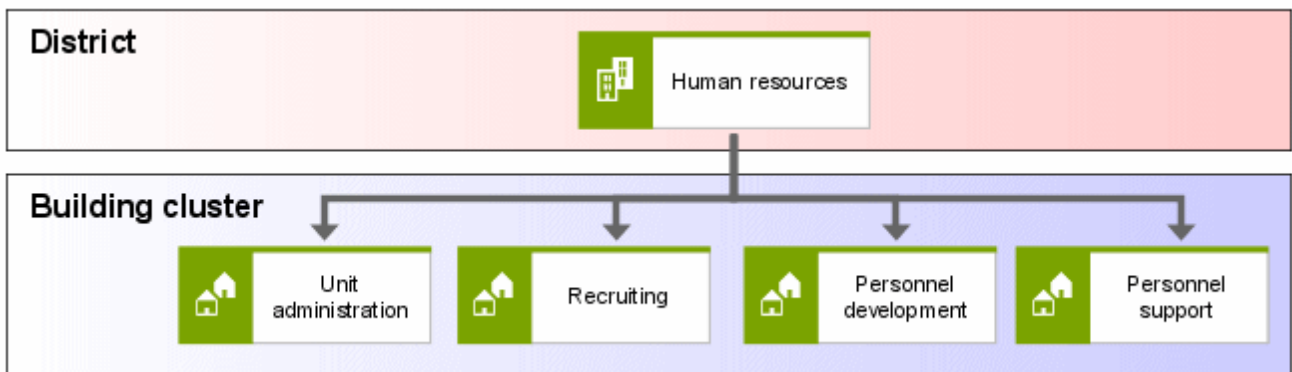 District
Human resources
Building cluster
Unit
administration
Recruiting
Personnel
development
Personnel
support